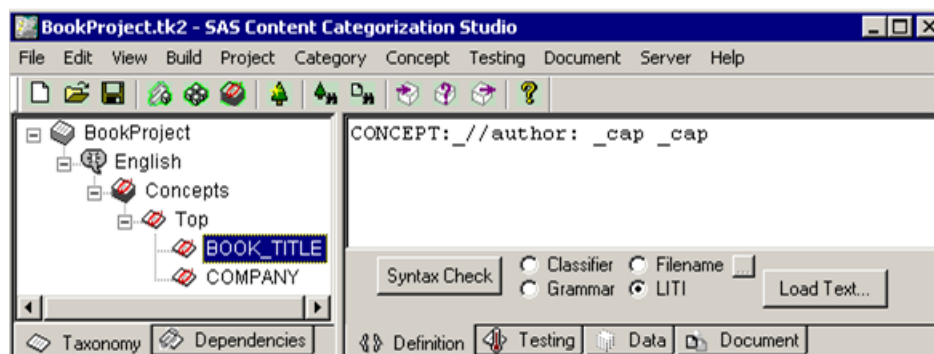 BookProject.tk2 - SAS Content Categorization Studio
File Edit View Build Project Category Concept Testing Document Server Help
BookProject
English
Concepts
Top
BOOK_TITLE
COMPANY
Taxonomy Dependencies
CONCEPT:_//author: _cap _cap
Syntax Check
Classifier Filename ...
Grammar LITI
Load Text...
Definition Testing Data Document